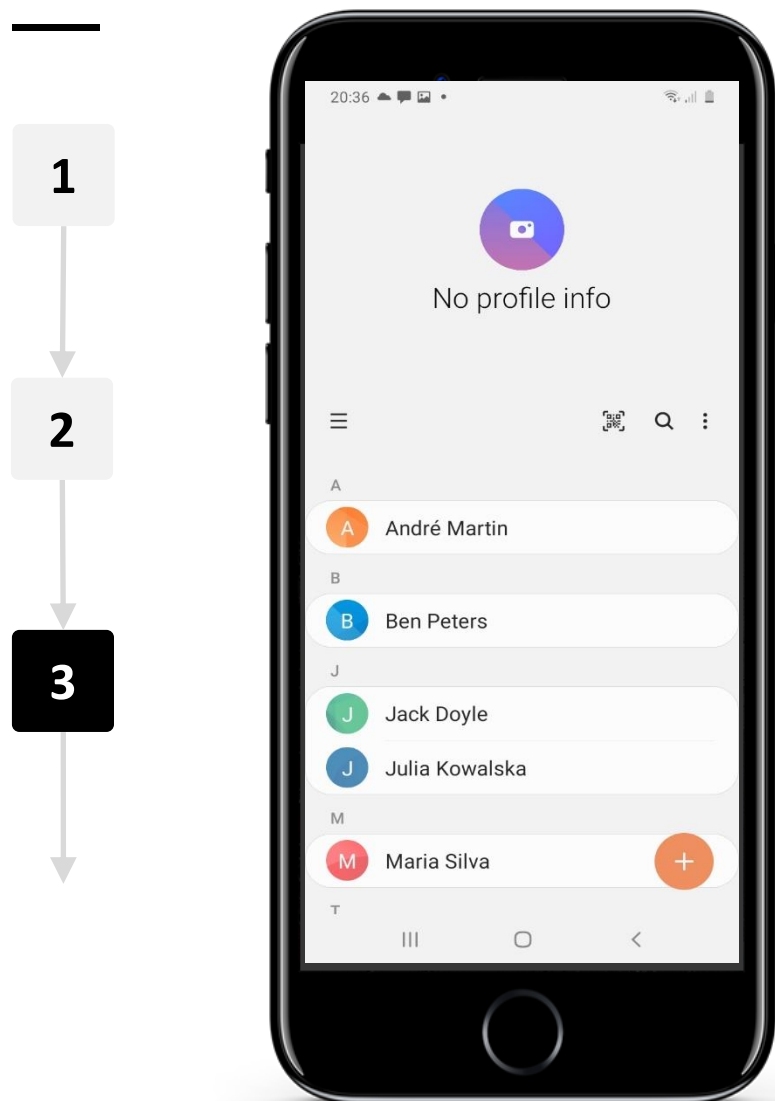 1
2
3
20:36
No profile info
A
A André Martin
B
B Ben Peters
J
J Jack Doyle
J Julia Kowalska
M
M Maria Silva
T